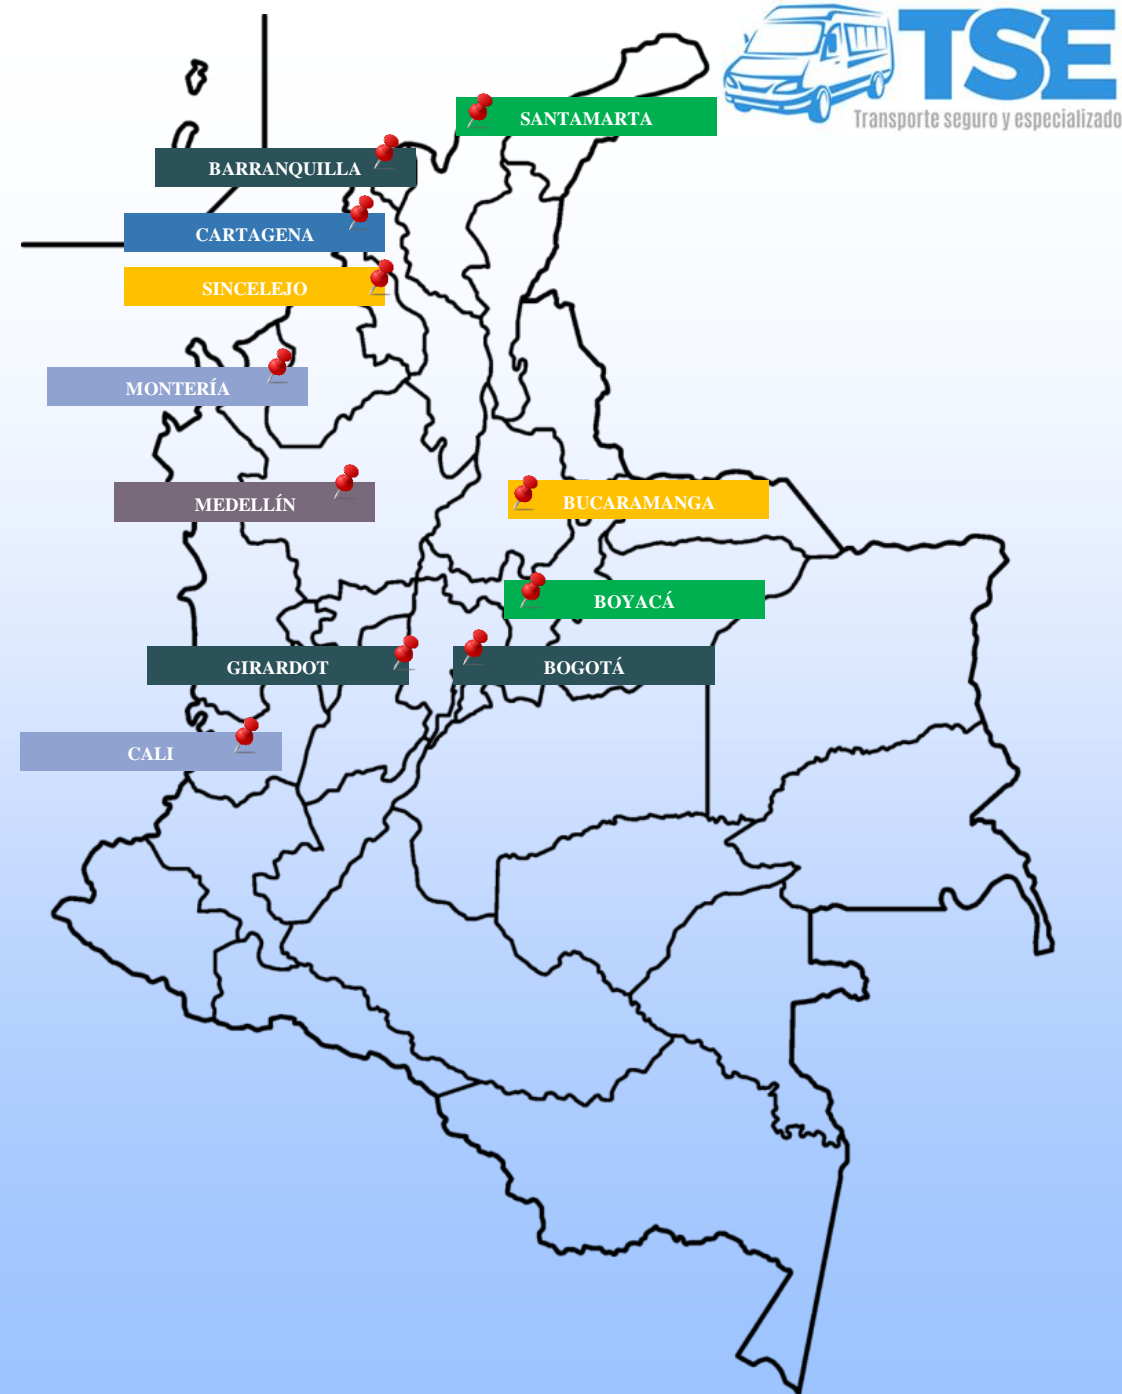 TSE
Transporte seguro y especializado
SANTAMARTA
BARRANQUILLA
CARTAGENA
SINCELEJO
MONTERÍA
MEDELLÍN
BUCARAMANGA
BOYACÁ
GIRARDOT
BOGOTÁ
CALI